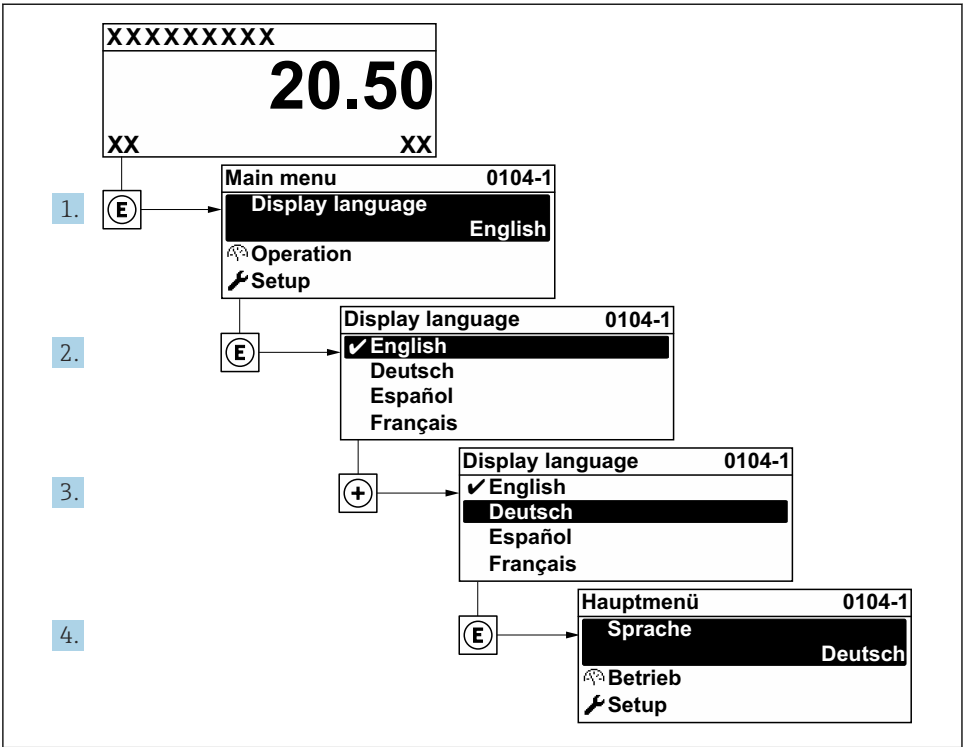 XXXXXXXXX
20.50
XX XX
1. E
Main menu 0104-1
Display language
English
Operation
Setup
2. E
Display language 0104-1
✔English
Deutsch
Español
Français
3. +
Display language 0104-1
✔English
Deutsch
Español
Français
4. E
Hauptmenü 0104-1
Sprache
Deutsch
Betrieb
Setup